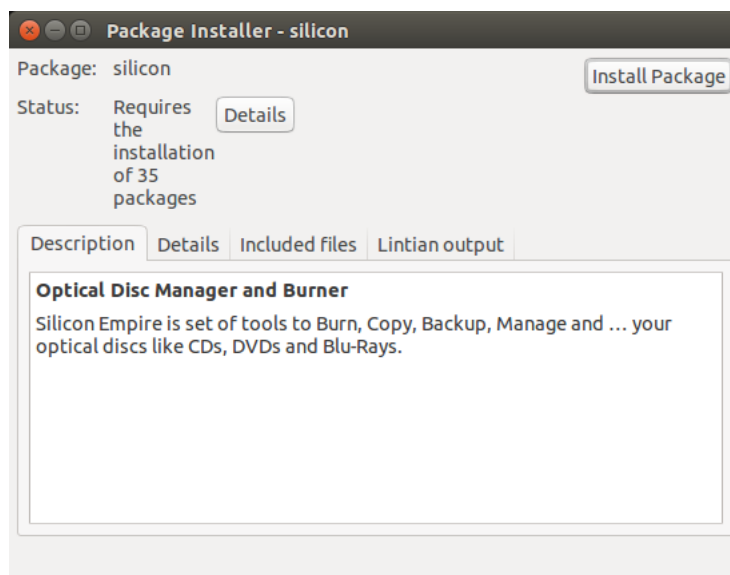 Package Installer - silicon
Package: silicon
Install Package
Status: Requires
the
installation
of 35
packages
Details
Description Details Included files Lintian output
Optical Disc Manager and Burner
Silicon Empire is set of tools to Burn, Copy, Backup, Manage and … your
optical discs like CDs, DVDs and Blu-Rays.